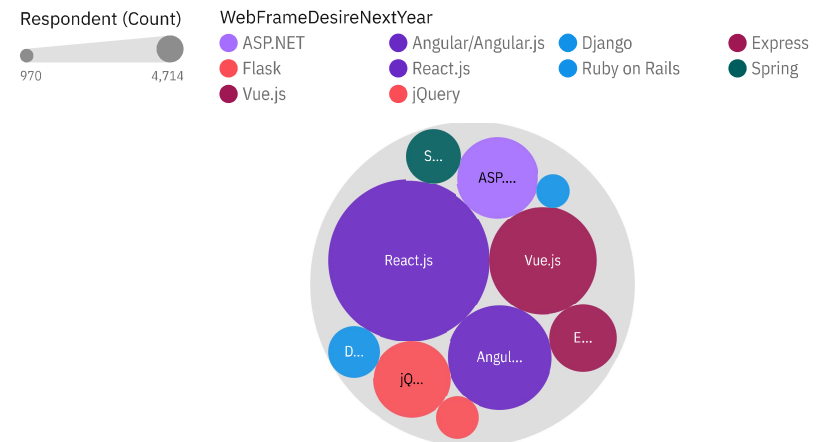 Respondent (Count)
970 4,714
WebFrameDesireNextYear
ASP.NET Angular/Angular.js Django Express
Flask React.js Ruby on Rails Spring
Vue.js jQuery
S...
ASP....
React.js
Vue.js
E...
D...
Angul...
jQ...